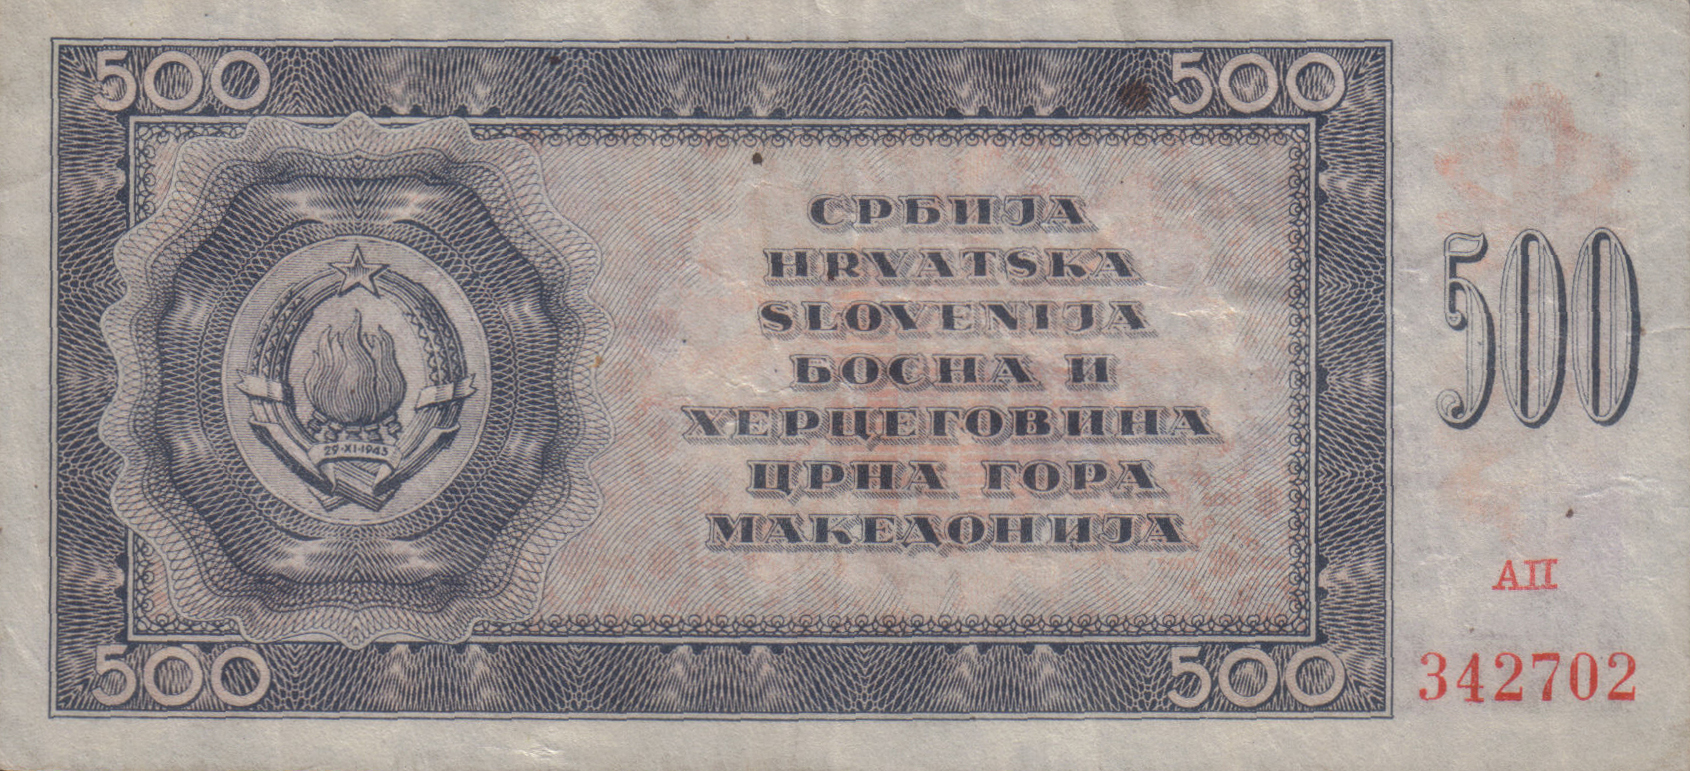 500
500
СРБИЈА
HRVATSKA
SLOVENIJA
БОСНА И
ХЕРЦЕГОВИНА
ЦРНА ГОРА
МАКЕДОНИЈА
29·XI·1943
500
АП
342702
500
500